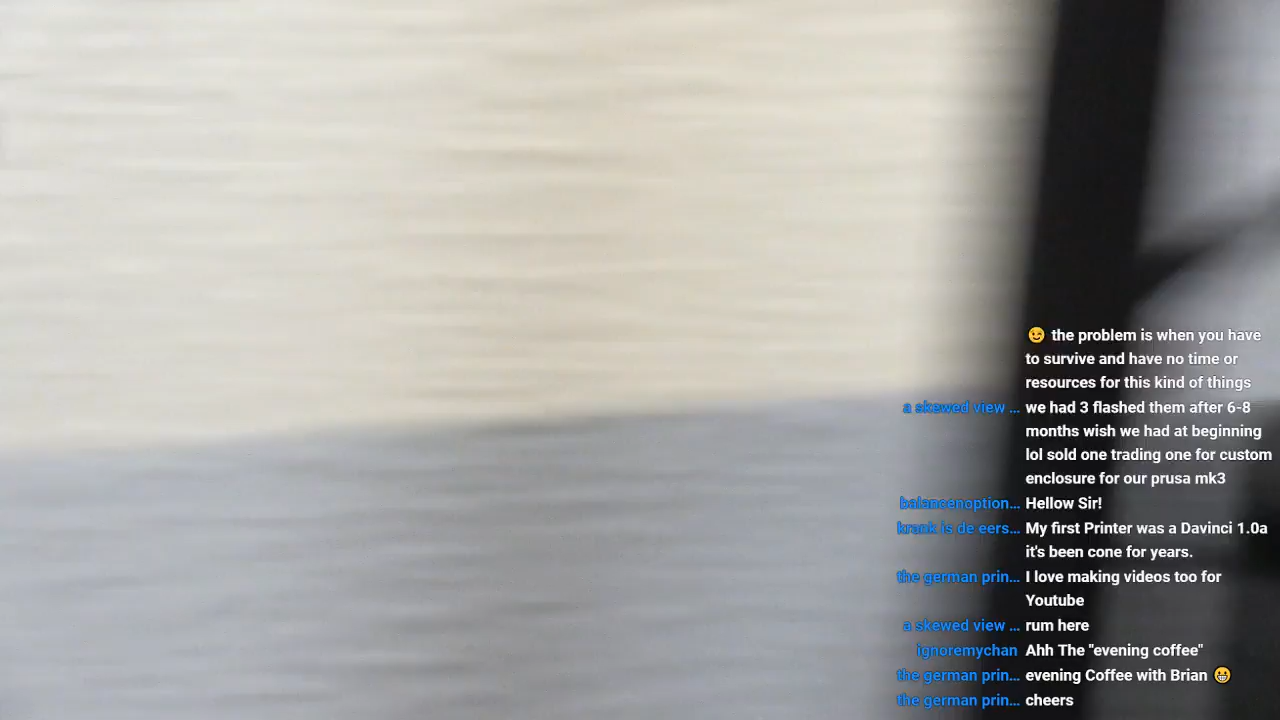 😉 the problem is when you have
to survive and have no time or
resources for this kind of things
a skewed view ... we had 3 flashed them after 6-8
months wish we had at beginning
lol sold one trading one for custom
enclosure for our prusa mk3
balancenoption... Hellow Sir!
krank is de eers... My first Printer was a Davinci 1.0a
it's been cone for years.
the german prin... I love making videos too for
Youtube
a skewed view ... rum here
ignoremychan Ahh The "evening coffee"
the german prin... evening Coffee with Brian 😀
the german prin... cheers